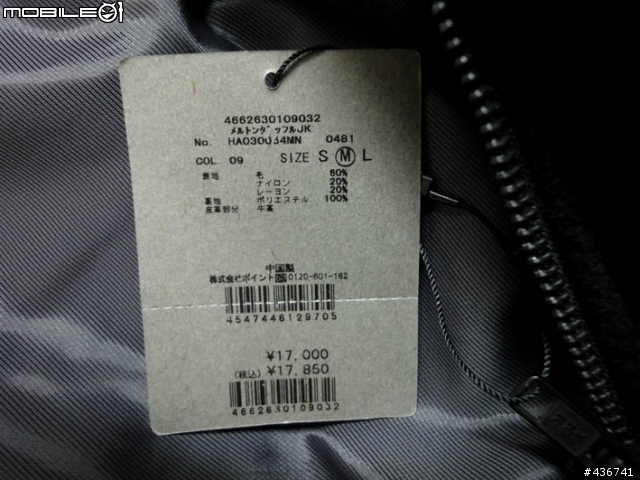 MOBILE01
4662630109032
メルトンダッフルJK
No. HA030034MN 0481
COL. 09 SIZE S M L
表地 毛 60%
ナイロン 20%
レーヨン 20%
裏地 ポリエステル 100%
皮革部分 牛革
中国製
株式会社ポイント 0120-601-162
4547446129705
¥17,000
(税込) ¥17,850
4662630109032
#436741